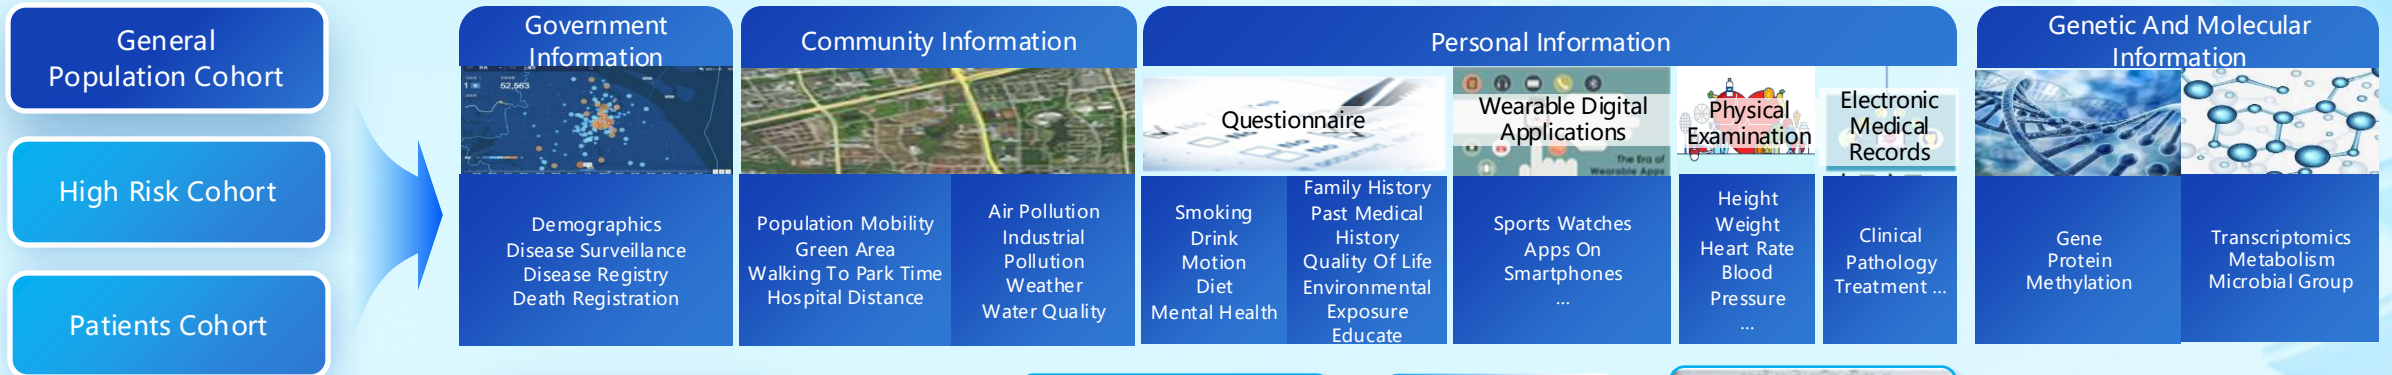 General
Population Cohort
High Risk Cohort
Patients Cohort
Government
Information
52,563
Demographics
Disease Surveillance
Disease Registry
Death Registration
Community Information
Population Mobility
Green Area
Walking To Park Time
Hospital Distance
Air Pollution
Industrial
Pollution
Weather
Water Quality
Personal Information
Questionnaire
No
Smoking
Drink
Motion
Diet
Mental Health
Family History
Past Medical
History
Quality Of Life
Environmental
Exposure
Educate
Wearable Digital
Applications
The Era of
Wearable Apps
Sports Watches
Apps On
Smartphones
...
Physical
Examination
Height
Weight
Heart Rate
Blood
Pressure
...
Electronic
Medical
Records
Clinical
Pathology
Treatment ...
Genetic And Molecular
Information
Gene
Protein
Methylation
Transcriptomics
Metabolism
Microbial Group